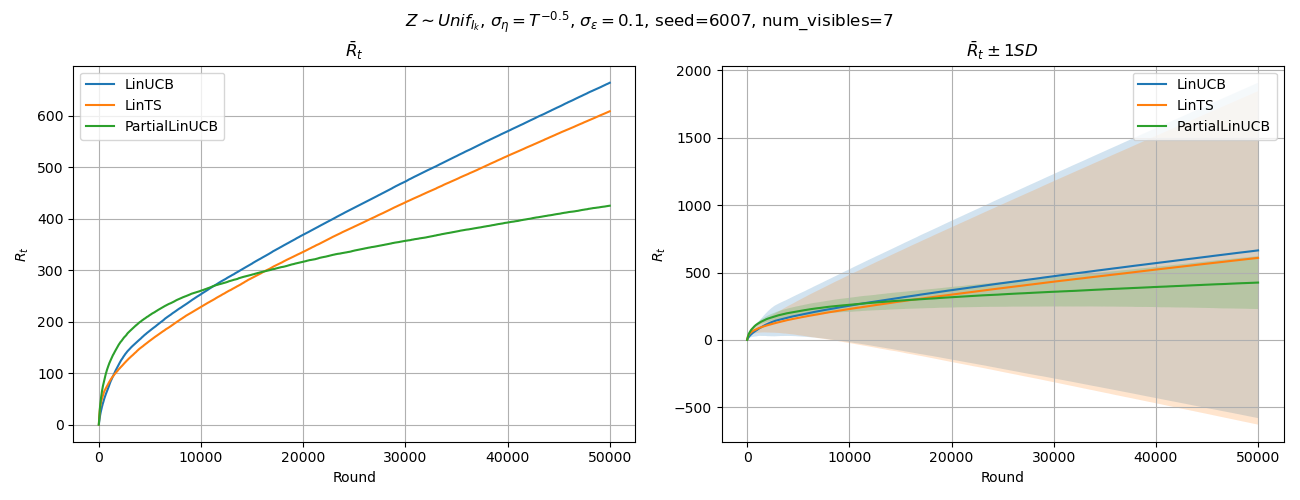 Z ∼ Unif_{I_k}, σ_η = T^{−0.5}, σ_ε = 0.1, seed=6007, num_visibles=7
R̄_t
LinUCB
LinTS
PartialLinUCB
R_t
600
500
400
300
200
100
0
0 10000 20000 30000 40000 50000
Round
R̄_t ± 1SD
LinUCB
LinTS
PartialLinUCB
R_t
2000
1500
1000
500
0
−500
0 10000 20000 30000 40000 50000
Round